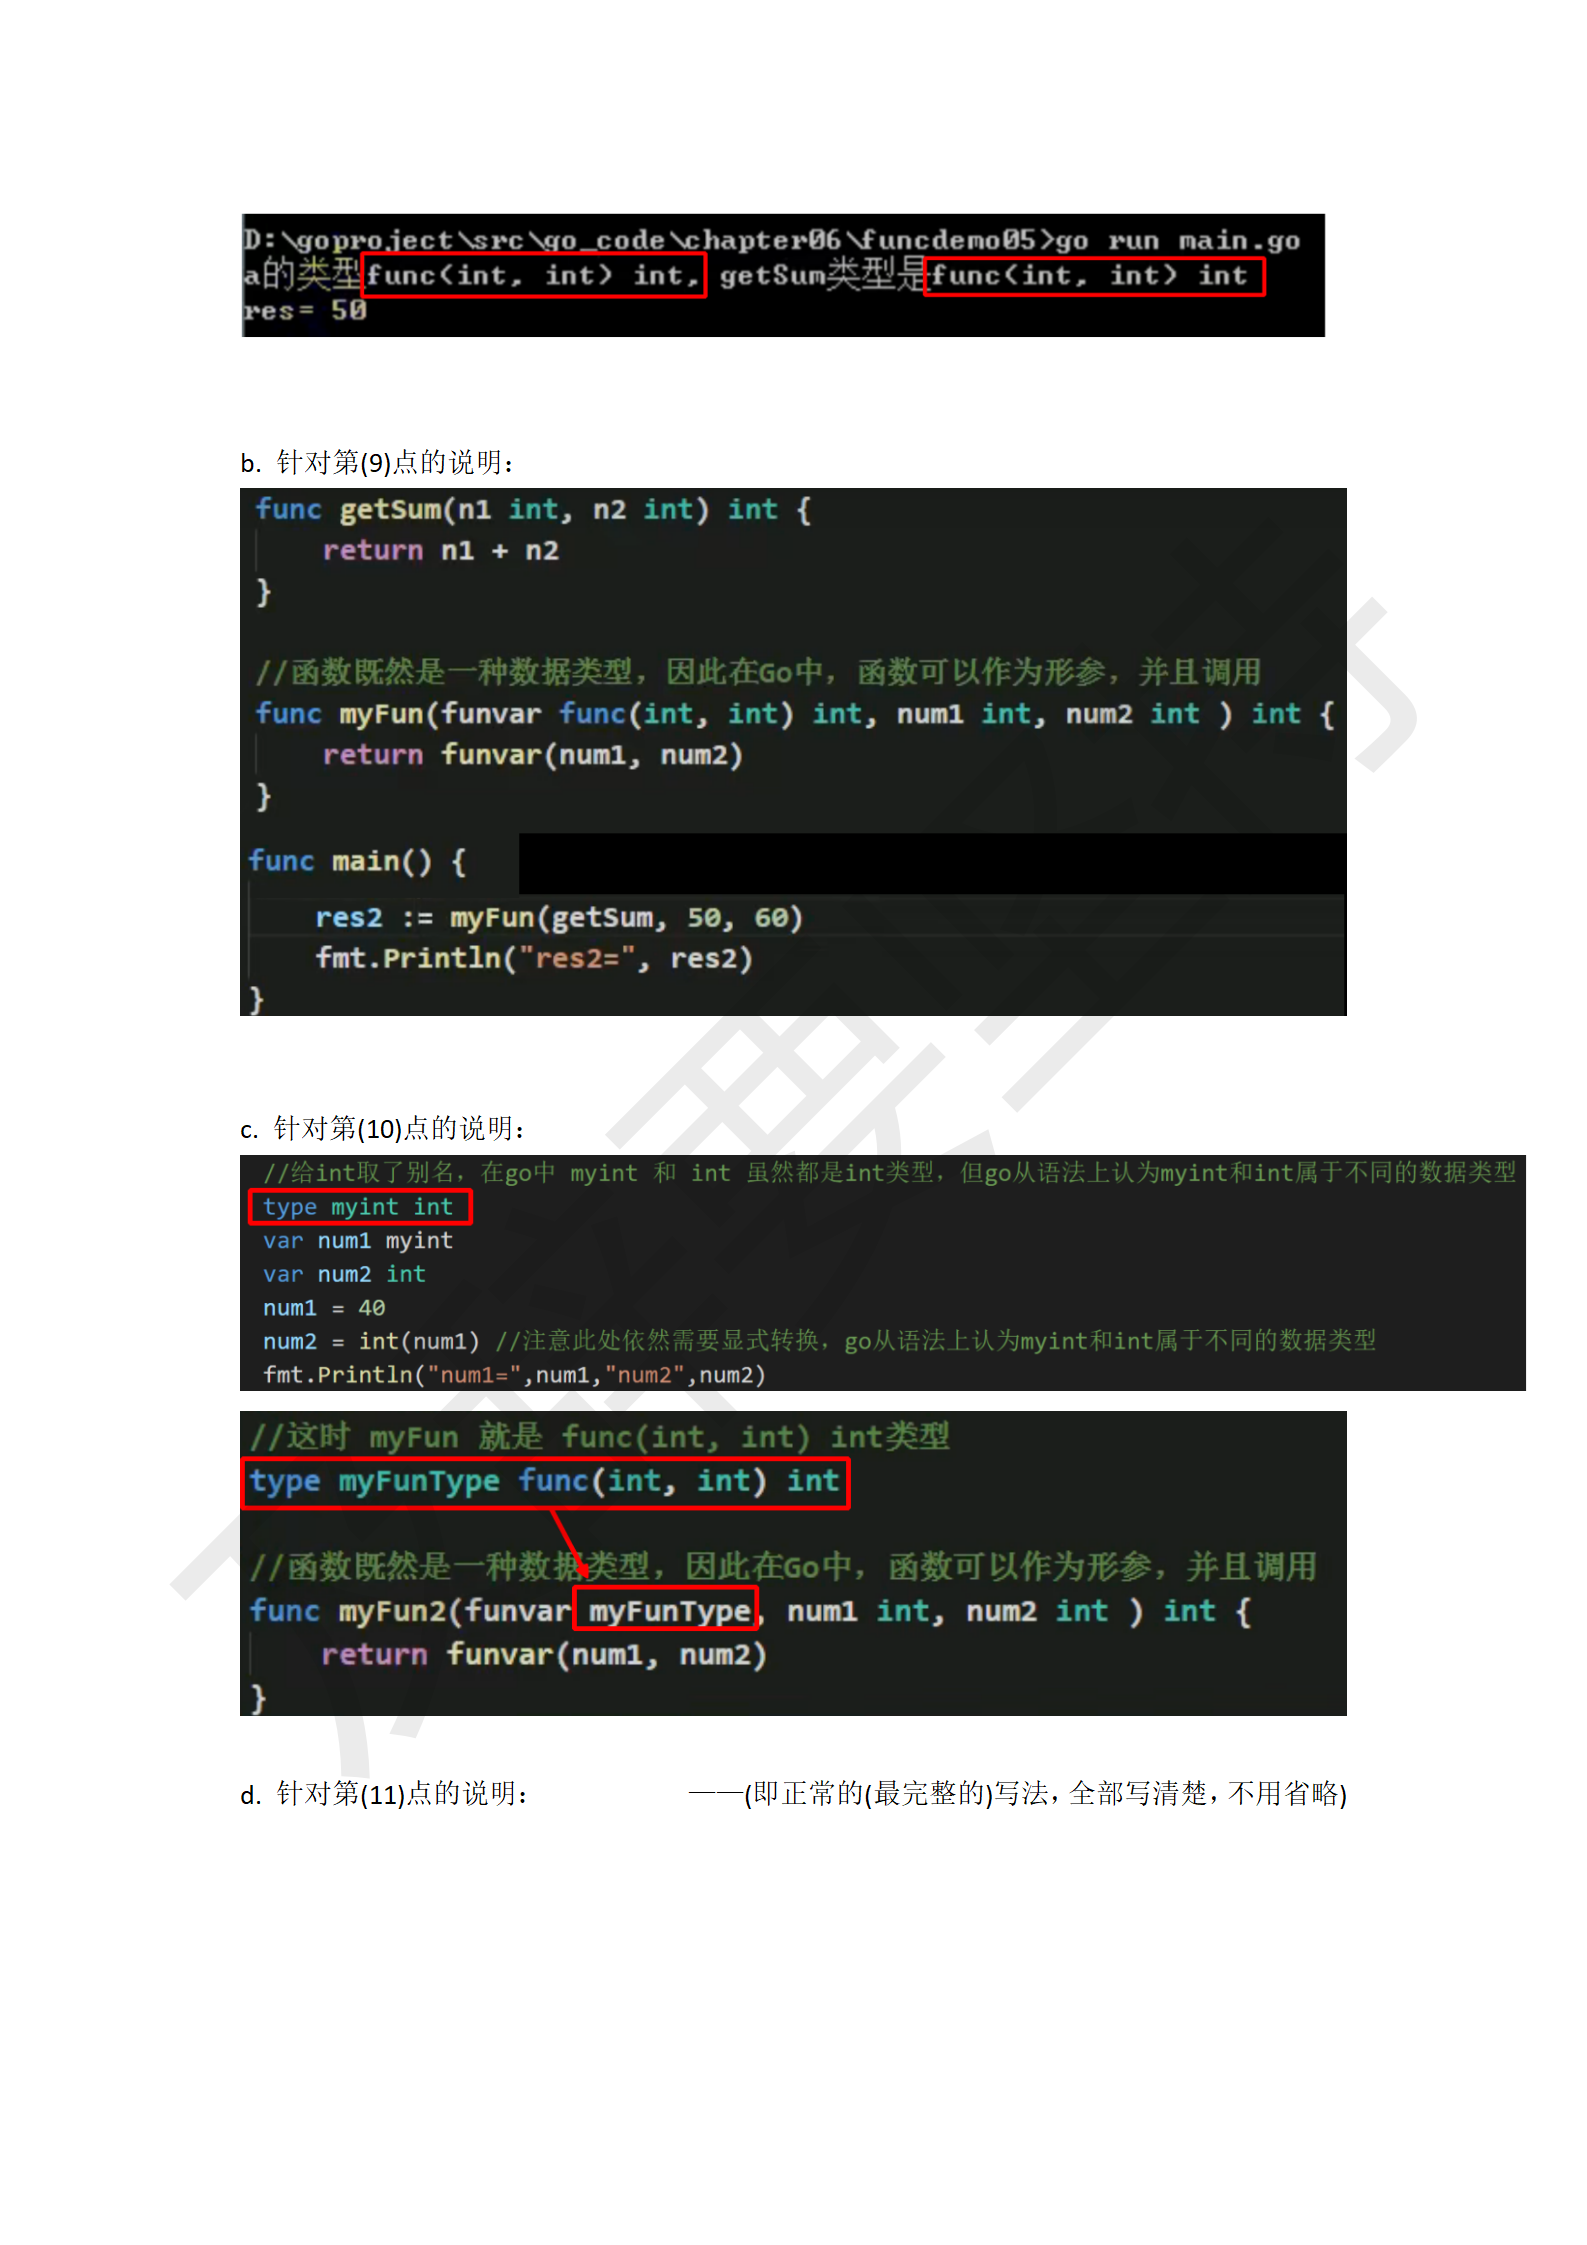 D:\goproject\src\go_code\chapter06\funcdemo05>go run main.go
a的类型func(int, int) int, getSum类型是func(int, int) int
res= 50
b. 针对第(9)点的说明：
func getSum(n1 int, n2 int) int {
    return n1 + n2
}
//函数既然是一种数据类型，因此在Go中，函数可以作为形参，并且调用
func myFun(funvar func(int, int) int, num1 int, num2 int ) int {
    return funvar(num1, num2)
}
func main() {
    res2 := myFun(getSum, 50, 60)
    fmt.Println("res2=", res2)
}
c. 针对第(10)点的说明：
//给int取了别名，在go中 myint 和 int 虽然都是int类型，但go从语法上认为myint和int属于不同的数据类型
type myint int
var num1 myint
var num2 int
num1 = 40
num2 = int(num1) //注意此处依然需要显式转换，go从语法上认为myint和int属于不同的数据类型
fmt.Println("num1=",num1,"num2",num2)
//这时 myFun 就是 func(int, int) int类型
type myFunType func(int, int) int
//函数既然是一种数据类型，因此在Go中，函数可以作为形参，并且调用
func myFun2(funvar myFunType, num1 int, num2 int ) int {
    return funvar(num1, num2)
}
d. 针对第(11)点的说明：　　　　　——(即正常的(最完整的)写法，全部写清楚，不用省略)